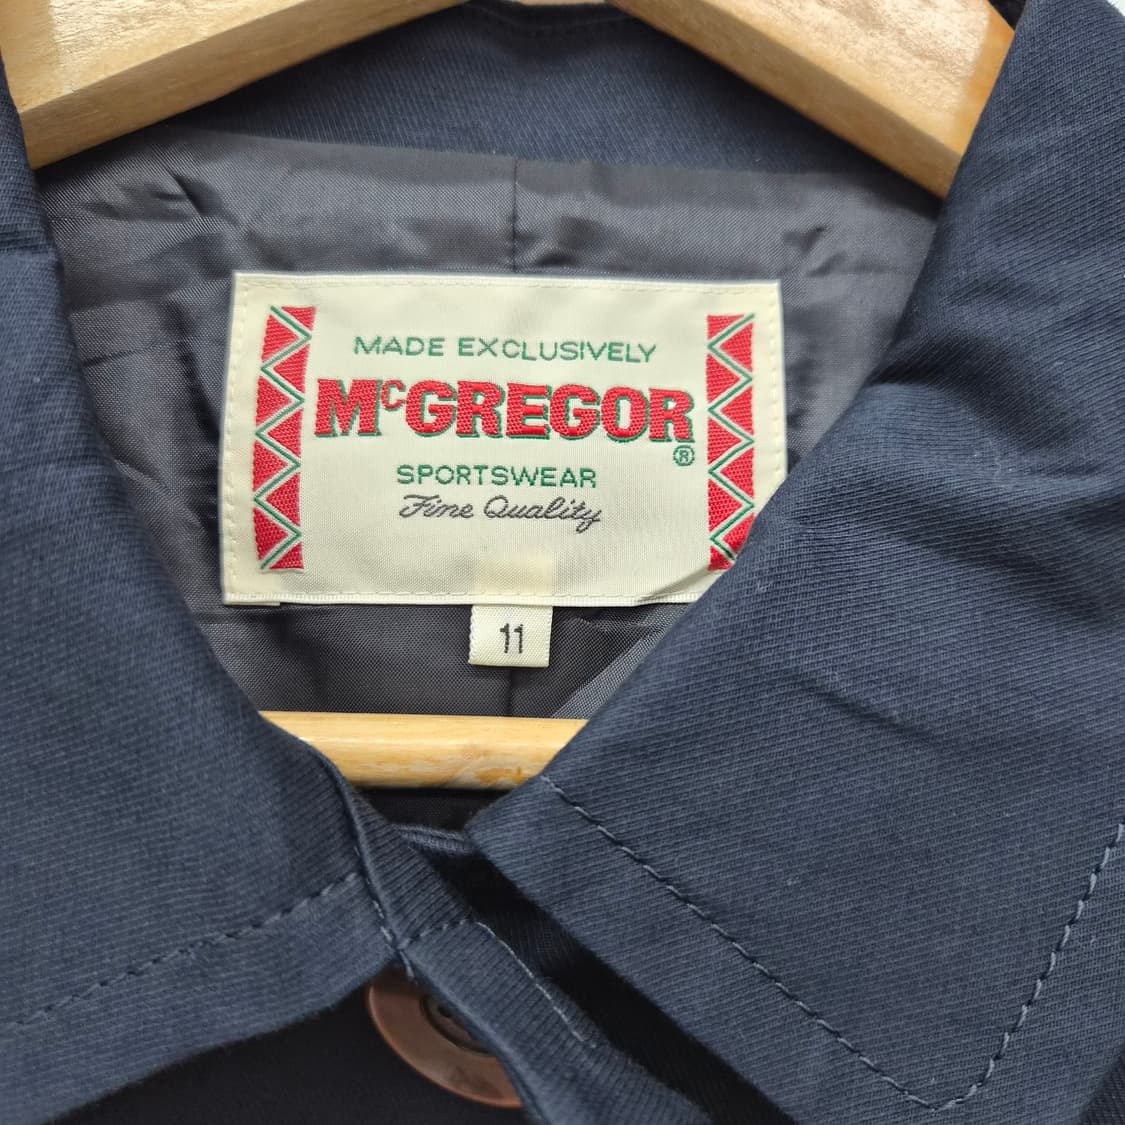 MADE EXCLUSIVELY
McGREGOR
®
SPORTSWEAR
Fine Quality
11